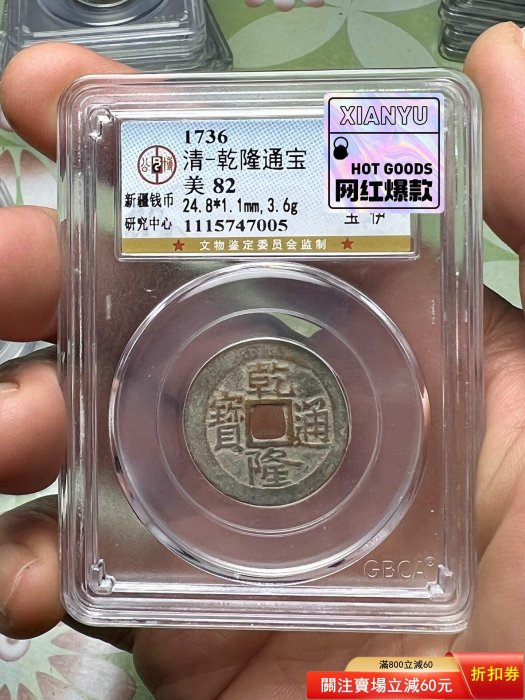 1736
清-乾隆通宝
美 82
新疆钱币
24.8*1.1mm,3.6g
宝 伊
研究中心
1115747005
★ 文物鉴定委员会监制 ★
XIANYU
HOT GOODS
网红爆款
乾
隆
通
寶
GBCA
滿800立減60
關注賣場立減60元
折扣券